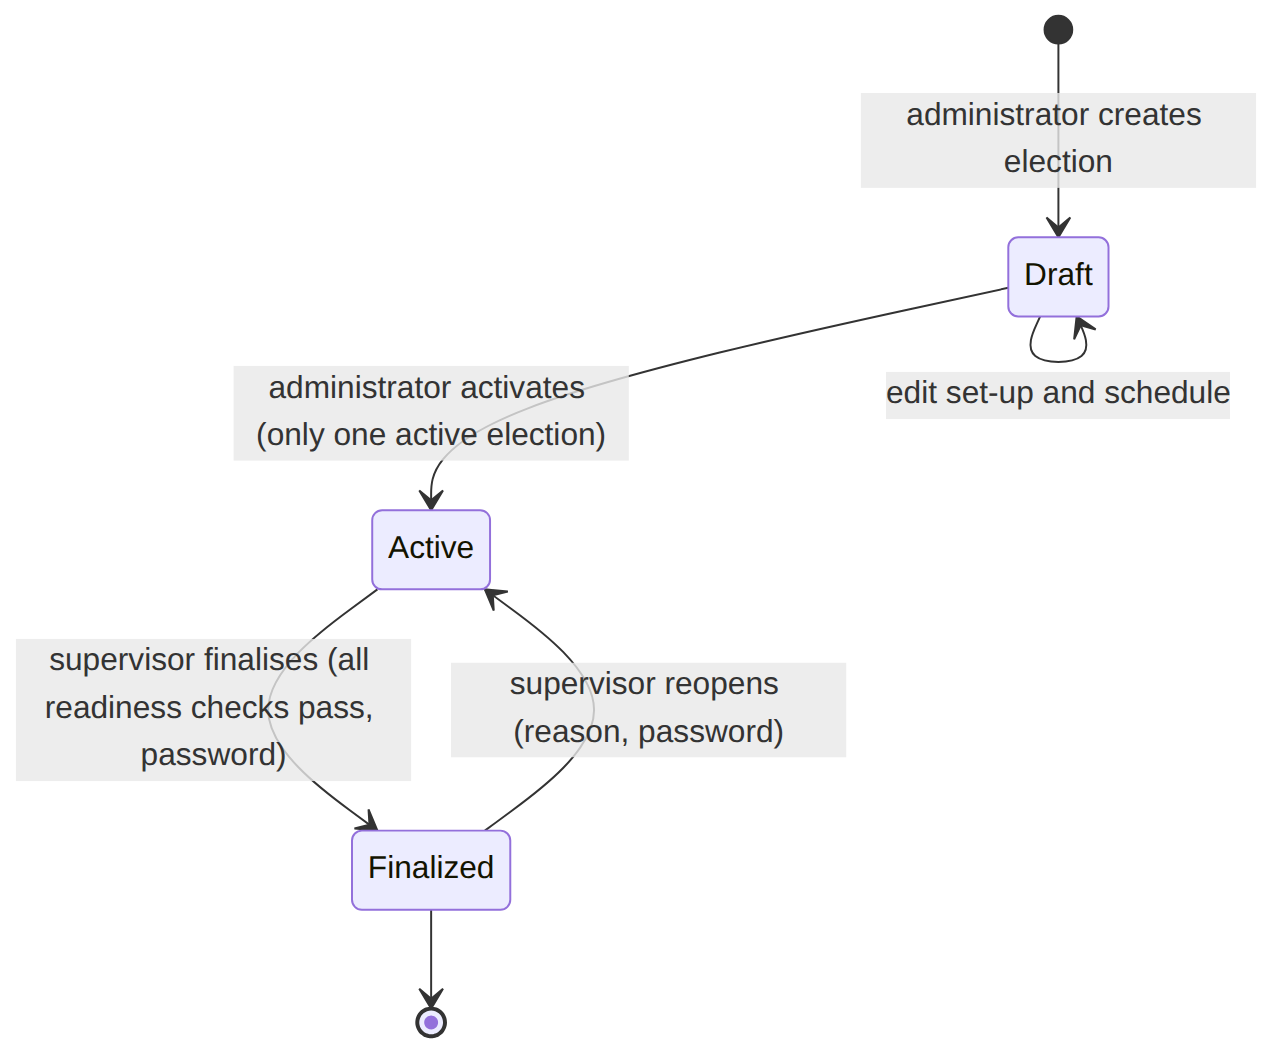 administrator creates
election
Draft
edit set-up and schedule
administrator activates
(only one active election)
Active
supervisor finalises (all
readiness checks pass,
password)
supervisor reopens
(reason, password)
Finalized